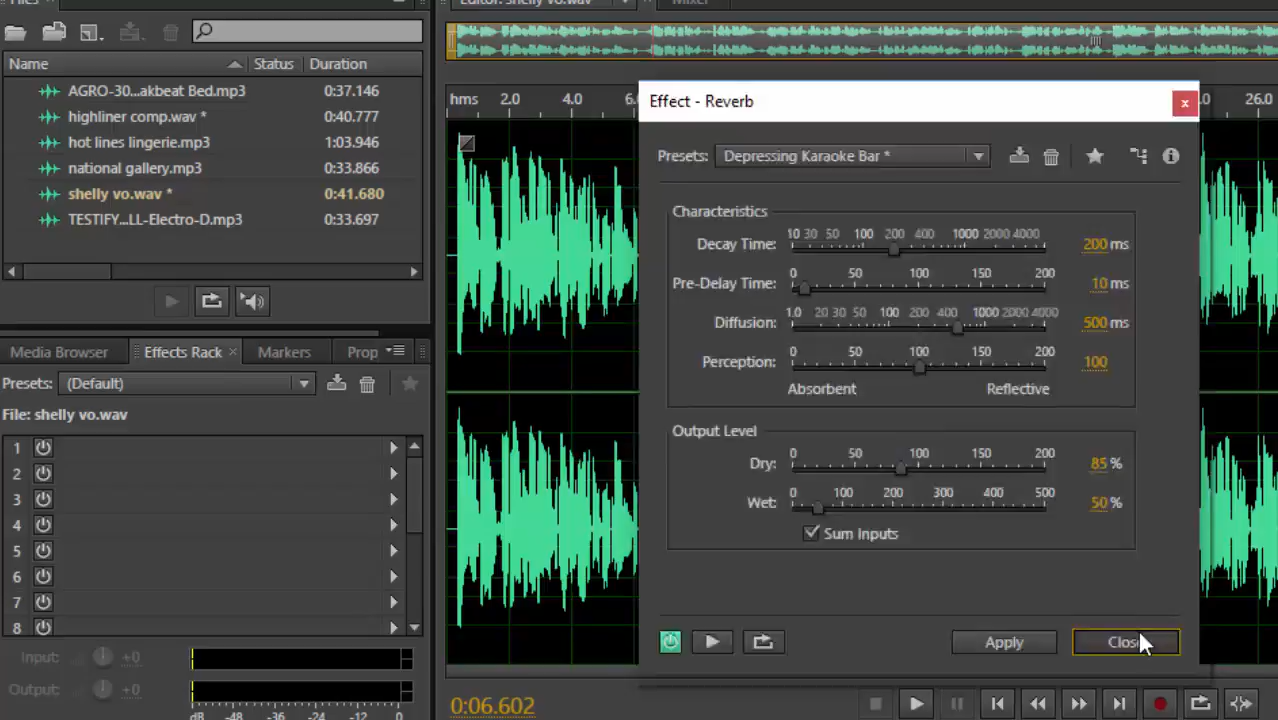 Files ×
Editor: shelly vo.wav
Mixer
Name Status Duration
AGRO-30...akbeat Bed.mp3 0:37.146
highliner comp.wav * 0:40.777
hot lines lingerie.mp3 1:03.946
national gallery.mp3 0:33.866
shelly vo.wav * 0:41.680
TESTIFY...LL-Electro-D.mp3 0:33.697
Media Browser Effects Rack × Markers Prop
Presets: (Default)
File: shelly vo.wav
1
2
3
4
5
6
7
8
Input: +0
Output: +0
dB -48 -36 -24 -12 0
hms 2.0 4.0 6.0 26.0
Effect - Reverb x
Presets: Depressing Karaoke Bar *
Characteristics
10 30 50 100 200 400 1000 2000 4000
Decay Time: 200 ms
0 50 100 150 200
Pre-Delay Time: 10 ms
1.0 20 30 50 100 200 400 1000 2000 4000
Diffusion: 500 ms
0 50 100 150 200
Perception: 100
Absorbent Reflective
Output Level
0 50 100 150 200
Dry: 85 %
0 100 200 300 400 500
Wet: 50 %
Sum Inputs
Apply Close
0:06.602